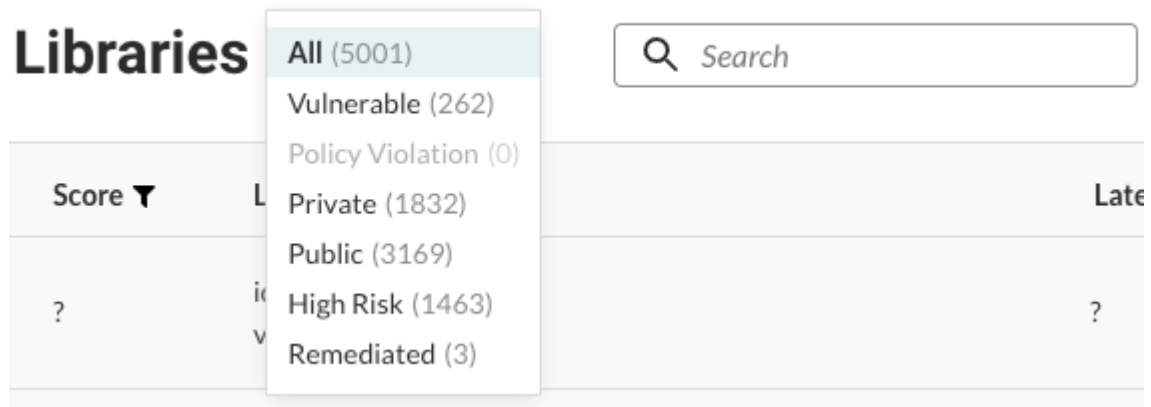 Libraries
All (5001)
Vulnerable (262)
Policy Violation (0)
Private (1832)
Public (3169)
High Risk (1463)
Remediated (3)
Search
Score
?
?